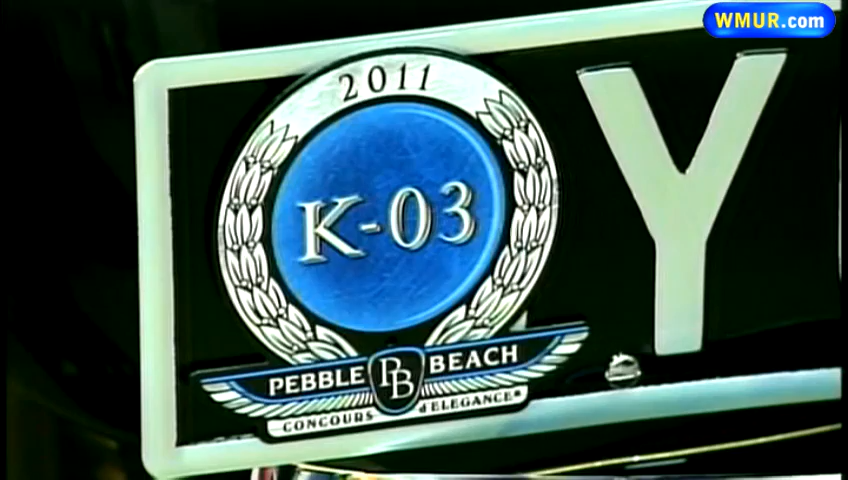 WMUR.com
2011
K-03
Y
PEBBLE PB BEACH
CONCOURS d'ELEGANCE®